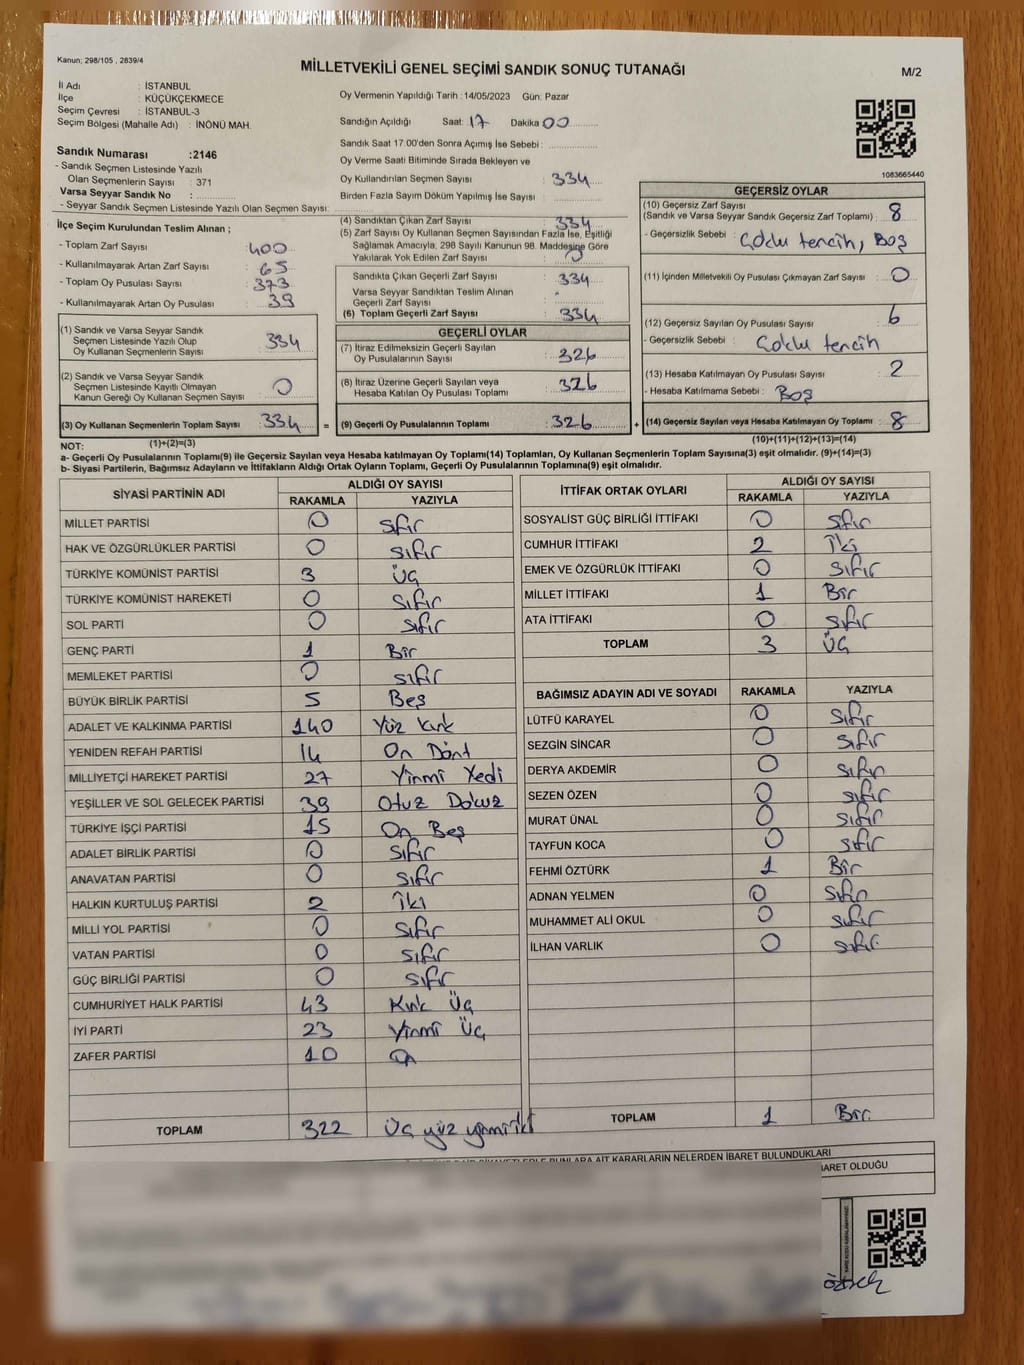 Kanun; 298/105 , 2839/4
MİLLETVEKİLİ GENEL SEÇİMİ SANDIK SONUÇ TUTANAĞI
M/2
İl Adı : İSTANBUL
İlçe : KÜÇÜKÇEKMECE
Seçim Çevresi : İSTANBUL-3
Seçim Bölgesi (Mahalle Adı) : İNÖNÜ MAH.
Oy Vermenin Yapıldığı Tarih : 14/05/2023 Gün: Pazar
Sandığın Açıldığı Saat: 17 Dakika 00
Sandık Saat 17.00'den Sonra Açımış İse Sebebi :
Oy Verme Saati Bitiminde Sırada Bekleyen ve
Oy Kullandırılan Seçmen Sayısı : 334
Birden Fazla Sayım Döküm Yapılmış İse Sayısı :
1083665440
Sandık Numarası :2146
- Sandık Seçmen Listesinde Yazılı
Olan Seçmenlerin Sayısı : 371
Varsa Seyyar Sandık No :
- Seyyar Sandık Seçmen Listesinde Yazılı Olan Seçmen Sayısı:
İlçe Seçim Kurulundan Teslim Alınan ;
- Toplam Zarf Sayısı : 400
- Kullanılmayarak Artan Zarf Sayısı : 65
- Toplam Oy Pusulası Sayısı : 373
- Kullanılmayarak Artan Oy Pusulası : 39
(1) Sandık ve Varsa Seyyar Sandık
Seçmen Listesinde Yazılı Olup
Oy Kullanan Seçmenlerin Sayısı : 334
(2) Sandık ve Varsa Seyyar Sandık
Seçmen Listesinde Kayıtlı Olmayan
Kanun Gereği Oy Kullanan Seçmen Sayısı : 0
(3) Oy Kullanan Seçmenlerin Toplam Sayısı : 334
(1)+(2)=(3)
(4) Sandıktan Çıkan Zarf Sayısı : 334
(5) Zarf Sayısı Oy Kullanan Seçmen Sayısından Fazla İse, Eşitliği
Sağlamak Amacıyla, 298 Sayılı Kanunun 98. Maddesine Göre
Yakılarak Yok Edilen Zarf Sayısı :
Sandıkta Çıkan Geçerli Zarf Sayısı : 334
Varsa Seyyar Sandıktan Teslim Alınan
Geçerli Zarf Sayısı :
(6) Toplam Geçerli Zarf Sayısı : 334
GEÇERLİ OYLAR
(7) İtiraz Edilmeksizin Geçerli Sayılan
Oy Pusulalarının Sayısı : 326
(8) İtiraz Üzerine Geçerli Sayılan veya
Hesaba Katılan Oy Pusulası Toplamı : 326
= (9) Geçerli Oy Pusulalarının Toplamı : 326 +
GEÇERSİZ OYLAR
(10) Geçersiz Zarf Sayısı
(Sandık ve Varsa Seyyar Sandık Geçersiz Zarf Toplamı) : 8
- Geçersizlik Sebebi : Çoklu tercih, Boş
(11) İçinden Milletvekili Oy Pusulası Çıkmayan Zarf Sayısı : 0
(12) Geçersiz Sayılan Oy Pusulası Sayısı : 6
- Geçersizlik Sebebi : Çoklu tercih
(13) Hesaba Katılmayan Oy Pusulası Sayısı : 2
- Hesaba Katılmama Sebebi : Boş
(14) Geçersiz Sayılan veya Hesaba Katılmayan Oy Toplamı : 8
(10)+(11)+(12)+(13)=(14)
NOT:
a- Geçerli Oy Pusulalarının Toplamı(9) ile Geçersiz Sayılan veya Hesaba Katılmayan Oy Toplamı(14) Toplamları, Oy Kullanan Seçmenlerin Toplam Sayısına(3) eşit olmalıdır. (9)+(14)=(3)
b- Siyasi Partilerin, Bağımsız Adayların ve İttifakların Aldığı Ortak Oyların Toplamı, Geçerli Oy Pusulalarının Toplamına(9) eşit olmalıdır.
SİYASİ PARTİNİN ADI ALDIĞI OY SAYISI
RAKAMLA YAZIYLA
MİLLET PARTİSİ 0 sıfır
HAK VE ÖZGÜRLÜKLER PARTİSİ 0 sıfır
TÜRKİYE KOMÜNİST PARTİSİ 3 Üç
TÜRKİYE KOMÜNİST HAREKETİ 0 sıfır
SOL PARTİ 0 sıfır
GENÇ PARTİ 1 Bir
MEMLEKET PARTİSİ 0 sıfır
BÜYÜK BİRLİK PARTİSİ 5 Beş
ADALET VE KALKINMA PARTİSİ 140 Yüz Kırk
YENİDEN REFAH PARTİSİ 14 On Dört
MİLLİYETÇİ HAREKET PARTİSİ 27 Yirmi Yedi
YEŞİLLER VE SOL GELECEK PARTİSİ 39 Otuz Dokuz
TÜRKİYE İŞÇİ PARTİSİ 15 On Beş
ADALET BİRLİK PARTİSİ 0 sıfır
ANAVATAN PARTİSİ 0 sıfır
HALKIN KURTULUŞ PARTİSİ 2 İki
MİLLİ YOL PARTİSİ 0 sıfır
VATAN PARTİSİ 0 sıfır
GÜÇ BİRLİĞİ PARTİSİ 0 sıfır
CUMHURİYET HALK PARTİSİ 43 Kırk Üç
İYİ PARTİ 23 Yirmi Üç
ZAFER PARTİSİ 10 On
TOPLAM 322 Üç yüz yirmi iki
İTTİFAK ORTAK OYLARI ALDIĞI OY SAYISI
RAKAMLA YAZIYLA
SOSYALİST GÜÇ BİRLİĞİ İTTİFAKI 0 sıfır
CUMHUR İTTİFAKI 2 İki
EMEK VE ÖZGÜRLÜK İTTİFAKI 0 sıfır
MİLLET İTTİFAKI 1 Bir
ATA İTTİFAKI 0 sıfır
TOPLAM 3 Üç
BAĞIMSIZ ADAYIN ADI VE SOYADI RAKAMLA YAZIYLA
LÜTFÜ KARAYEL 0 sıfır
SEZGİN SİNCAR 0 sıfır
DERYA AKDEMİR 0 sıfır
SEZEN ÖZEN 0 sıfır
MURAT ÜNAL 0 sıfır
TAYFUN KOCA 0 sıfır
FEHMİ ÖZTÜRK 1 Bir
ADNAN YELMEN 0 sıfır
MUHAMMET ALİ OKUL 0 sıfır
İLHAN VARLIK 0 sıfır
TOPLAM 1 Bir
BUNLARA AİT KARARLARIN NELERDEN İBARET BULUNDUKLARI
BARET OLDUĞU